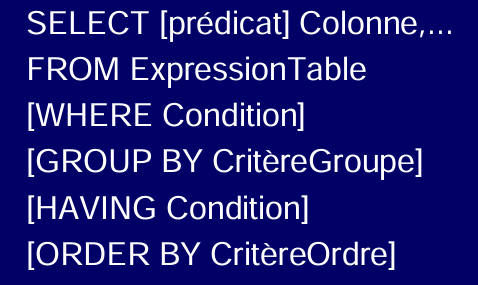 SELECT [prédicat] Colonne,...
FROM ExpressionTable
[WHERE Condition]
[GROUP BY CritèreGroupe]
[HAVING Condition]
[ORDER BY CritèreOrdre]